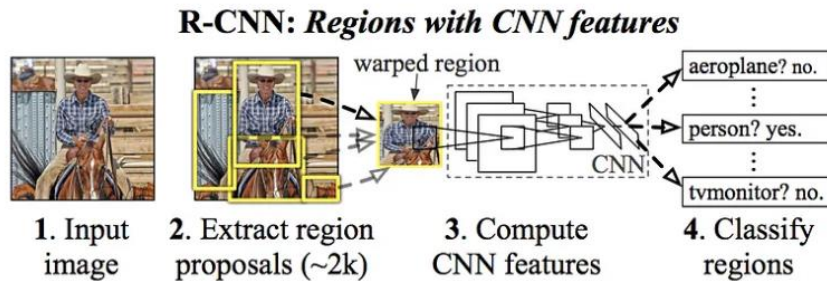 R-CNN: Regions with CNN features
warped region
aeroplane? no.
person? yes.
CNN
tvmonitor? no.
1. Input
image
2. Extract region
proposals (~2k)
3. Compute
CNN features
4. Classify
regions